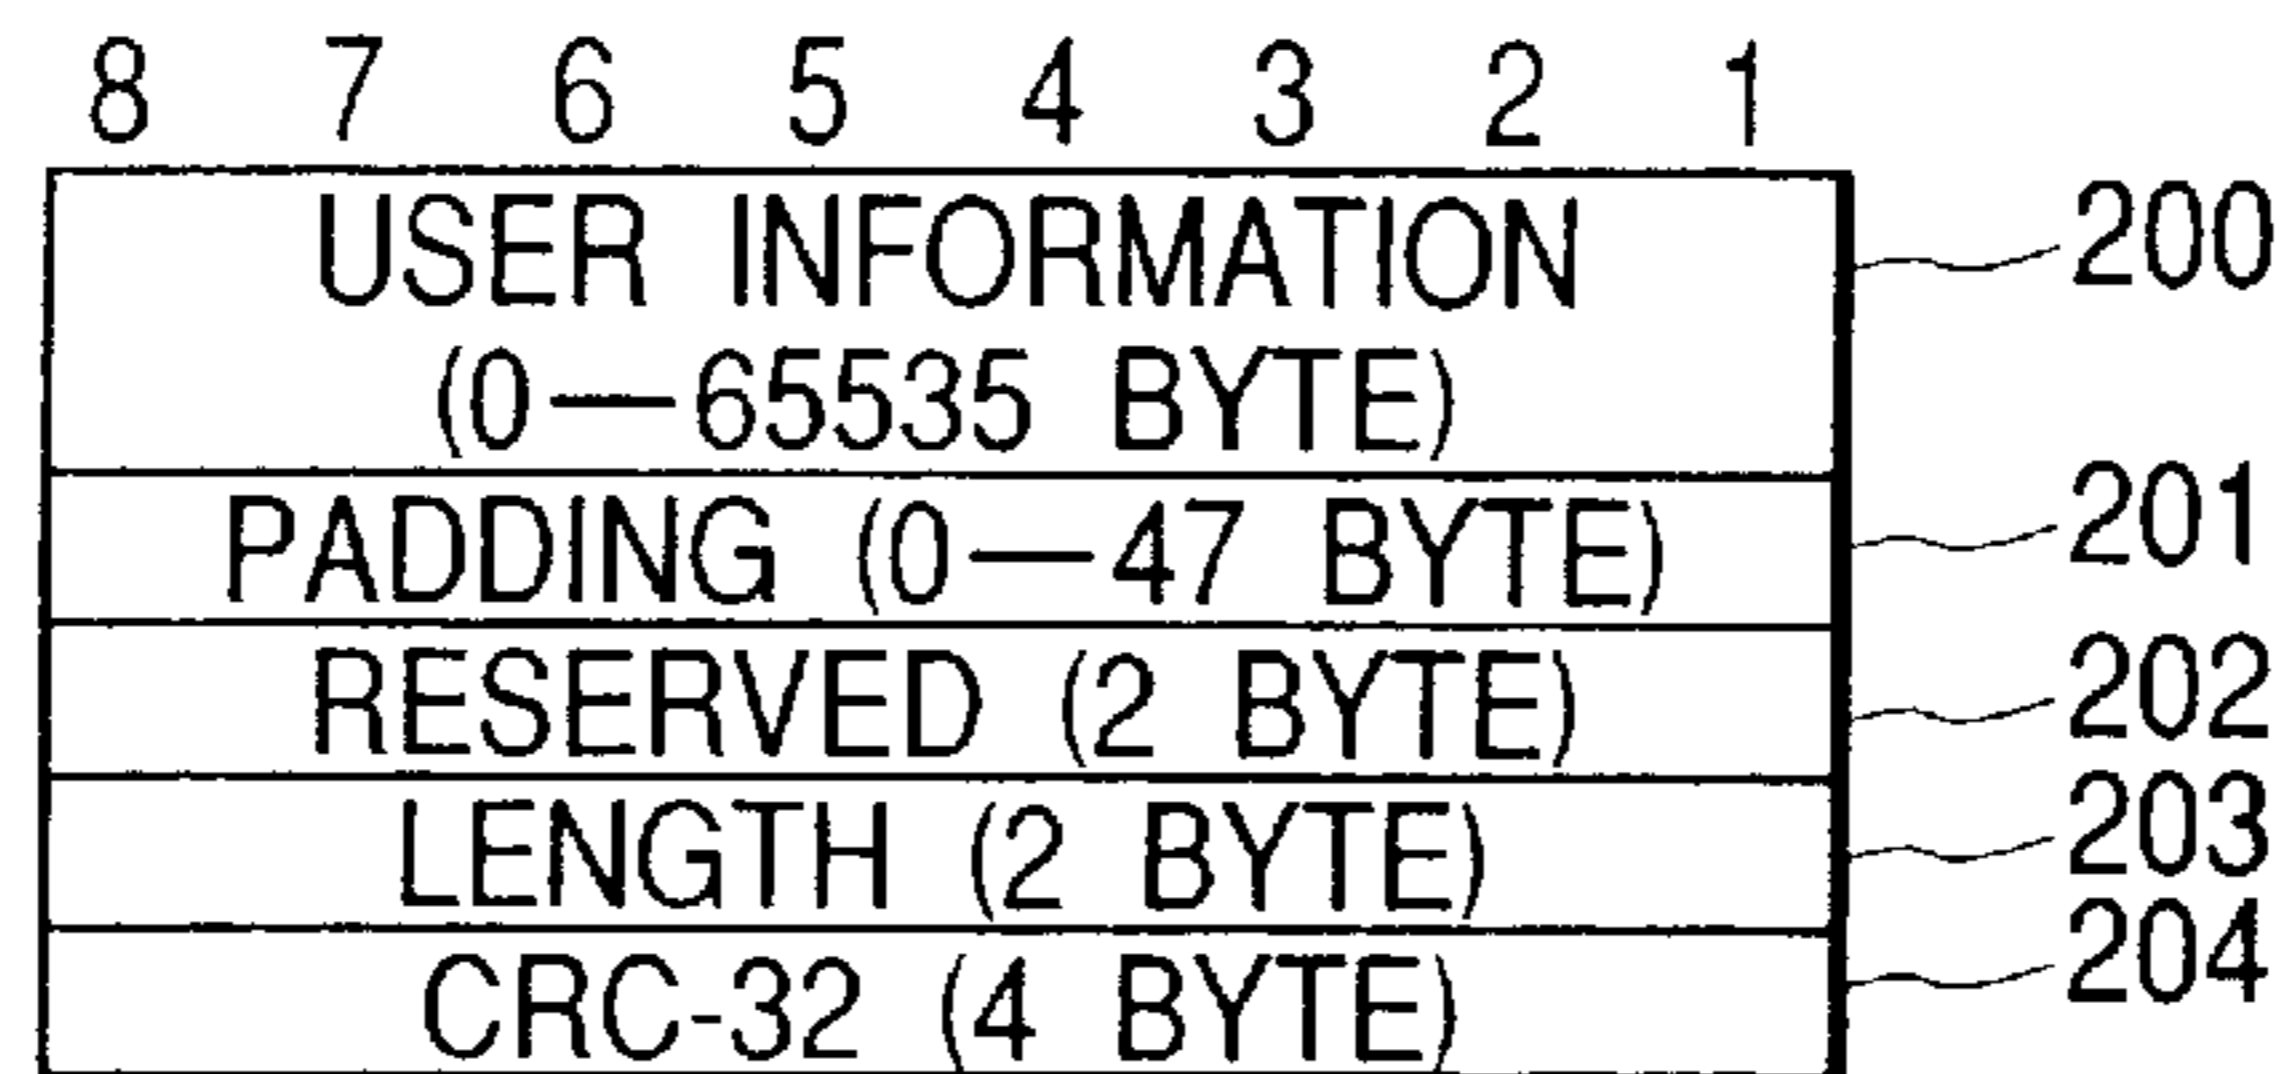 8 7 6 5 4 3 2 1
USER INFORMATION 200
(0—65535 BYTE)
PADDING (0—47 BYTE) 201
RESERVED (2 BYTE) 202
LENGTH (2 BYTE) 203
CRC-32 (4 BYTE) 204